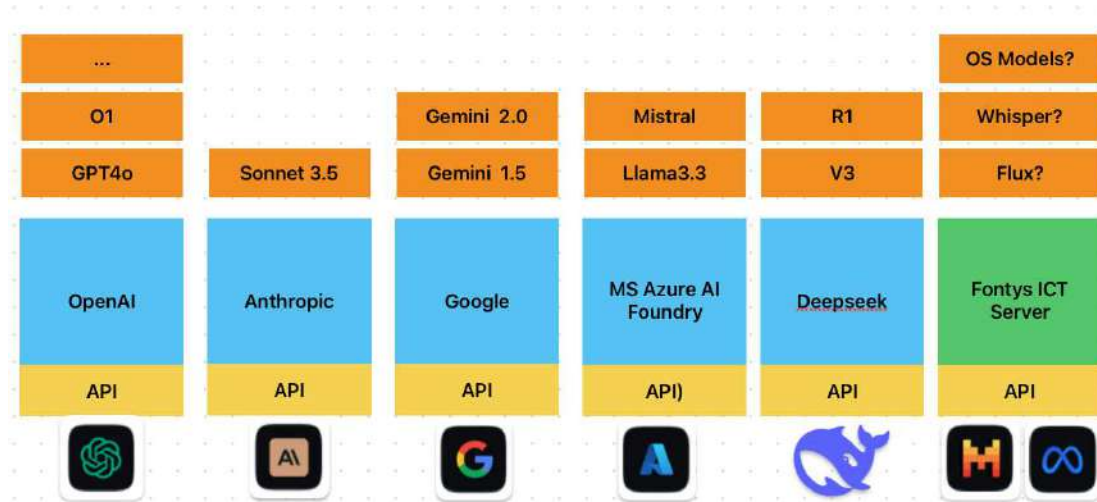 ...
OS Models?
O1
Gemini 2.0
Mistral
R1
Whisper?
GPT4o
Sonnet 3.5
Gemini 1.5
Llama3.3
V3
Flux?
OpenAI
Anthropic
Google
MS Azure AI
Foundry
Deepseek
Fontys ICT
Server
API
API
API
API)
API
API